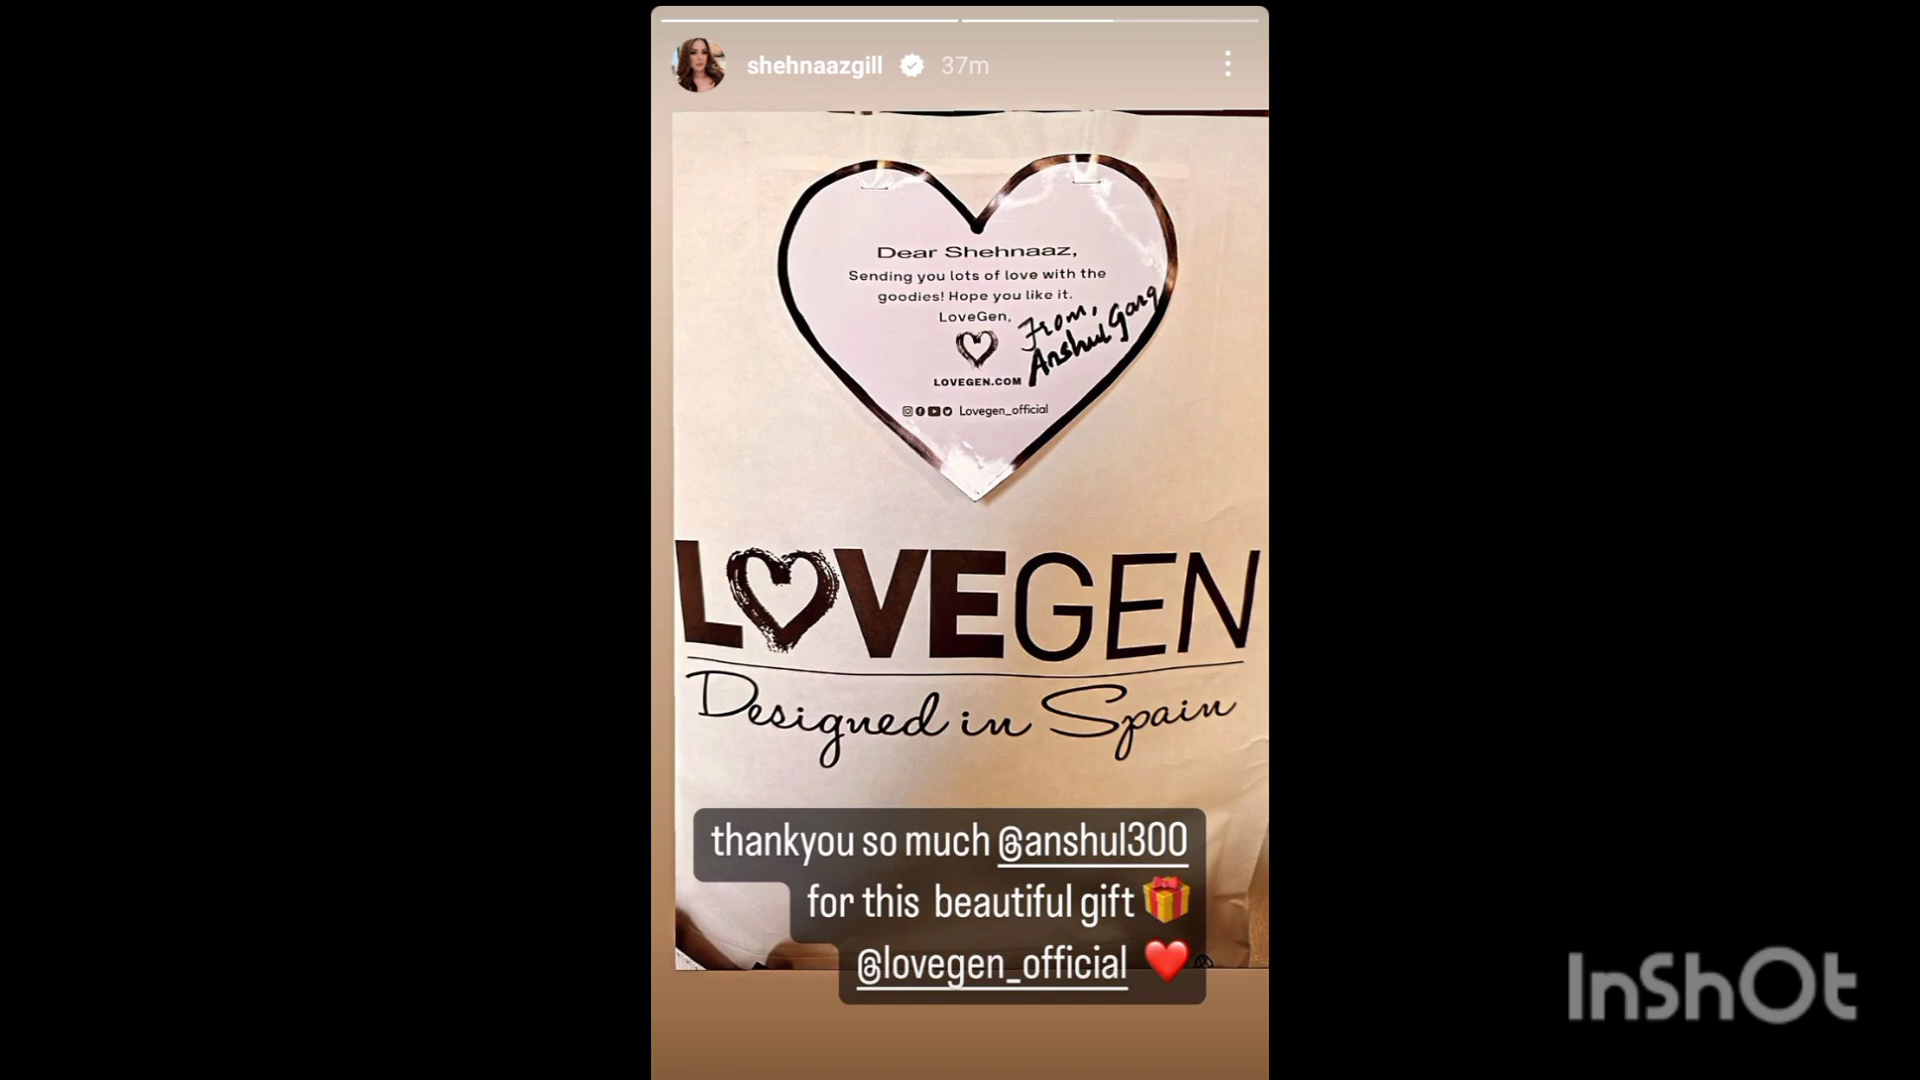 shehnaazgill 37m
Dear Shehnaaz,
Sending you lots of love with the
goodies! Hope you like it.
LoveGen,
From,
Anshul Garg
LOVEGEN.COM
Lovegen_official
LOVEGEN
Designed in Spain
thankyou so much @anshul300
for this beautiful gift 🎁
@lovegen_official ❤️
InShOt